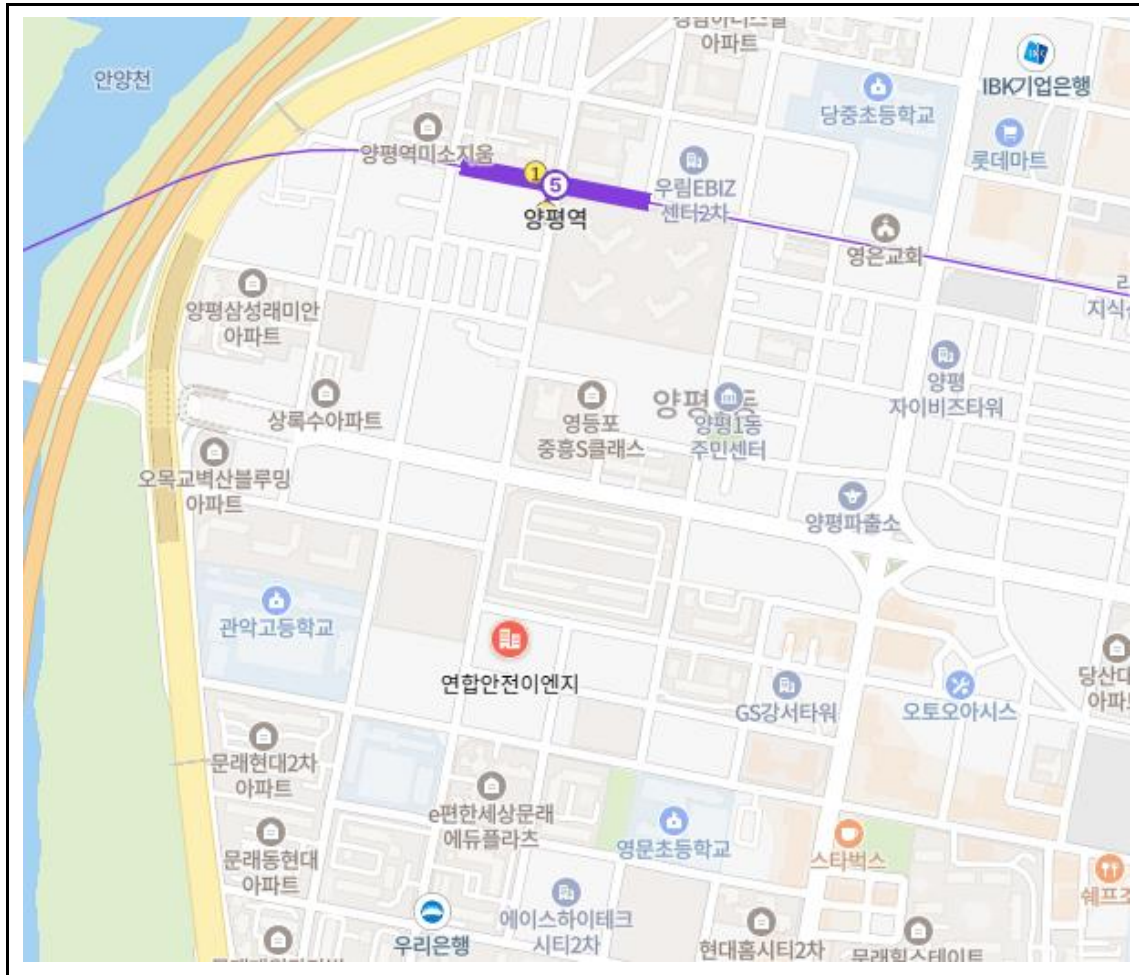 아파트
안양천
IBK기업은행
당중초등학교
롯데마트
양평역미소지움
1
5
우림EBIZ
센터2차
양평역
영은교회
양평삼성래미안
아파트
양평
자이비즈타워
상록수아파트
영등포
중흥S클래스
양평1동
주민센터
오목교벽산블루밍
아파트
양평파출소
관악고등학교
연합안전이엔지
GS강서타워
오토오아시스
문래현대2차
아파트
e편한세상문래
에듀플라츠
영문초등학교
스타벅스
문래동현대
아파트
에이스하이테크
시티2차
우리은행
현대홈시티2차
문래힐스테이트